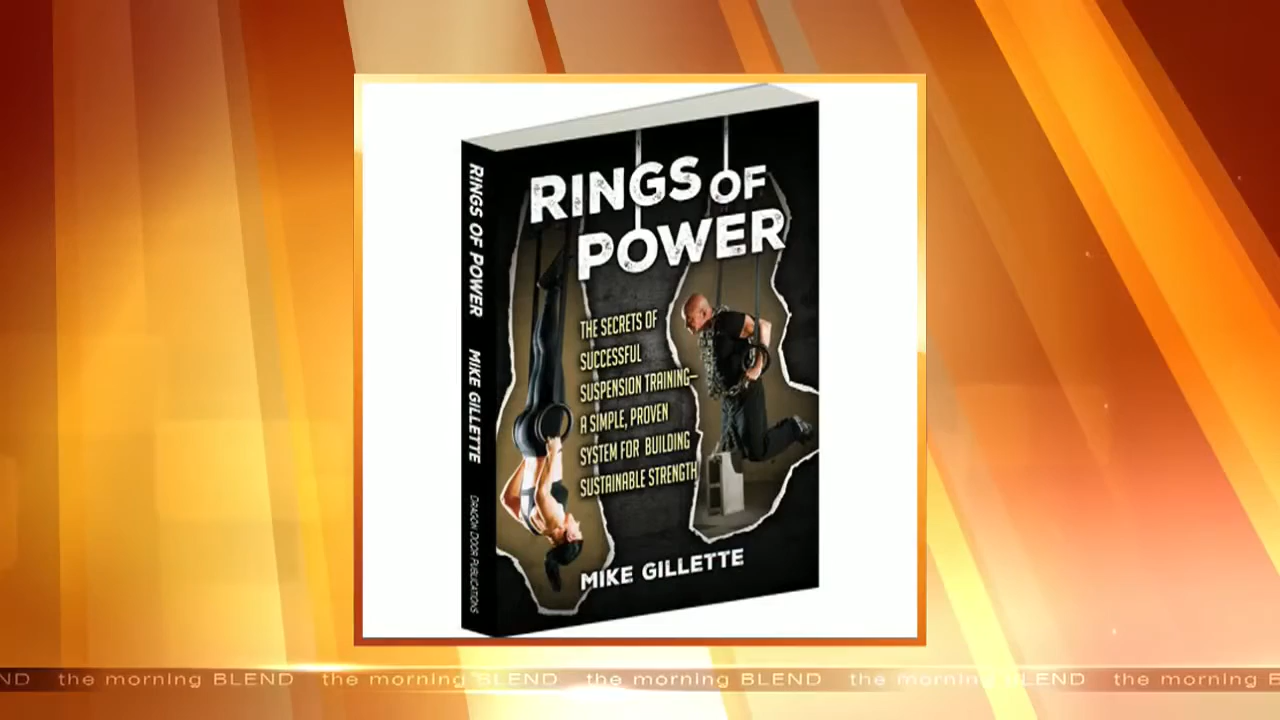 RINGS OF
POWER
THE SECRETS OF
SUCCESSFUL
SUSPENSION TRAINING–
A SIMPLE, PROVEN
SYSTEM FOR BUILDING
SUSTAINABLE STRENGTH
MIKE GILLETTE
RINGS OF POWER MIKE GILLETTE DRAGON DOOR PUBLICATIONS
ND the morning BLEND the morning BLEND the morning BLEND the morning BLEND the morning B